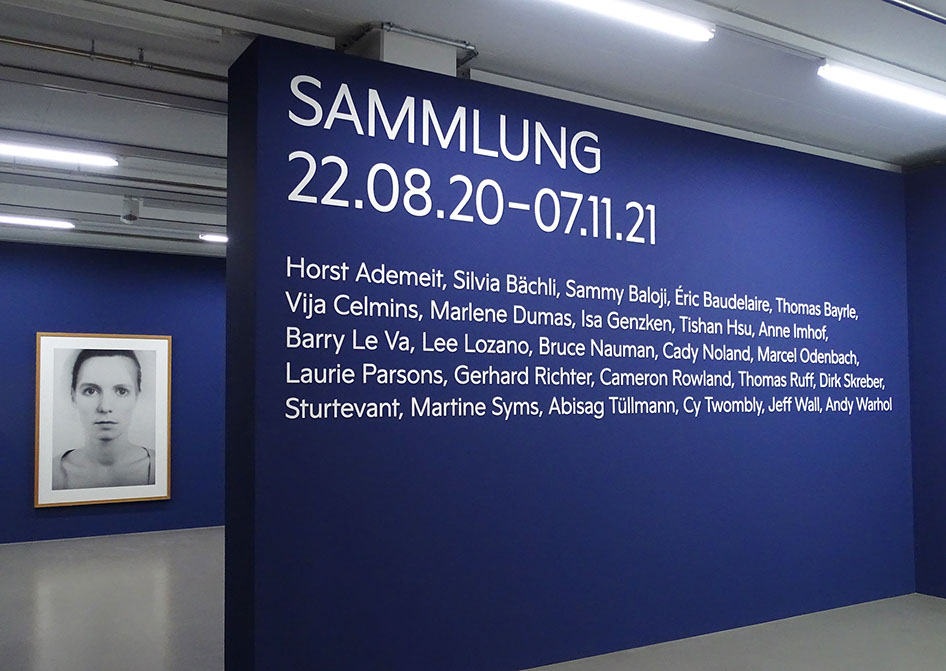 SAMMLUNG
22.08.20–07.11.21
Horst Ademeit, Silvia Bächli, Sammy Baloji, Éric Baudelaire, Thomas Bayrle,
Vija Celmins, Marlene Dumas, Isa Genzken, Tishan Hsu, Anne Imhof,
Barry Le Va, Lee Lozano, Bruce Nauman, Cady Noland, Marcel Odenbach,
Laurie Parsons, Gerhard Richter, Cameron Rowland, Thomas Ruff, Dirk Skreber,
Sturtevant, Martine Syms, Abisag Tüllmann, Cy Twombly, Jeff Wall, Andy Warhol